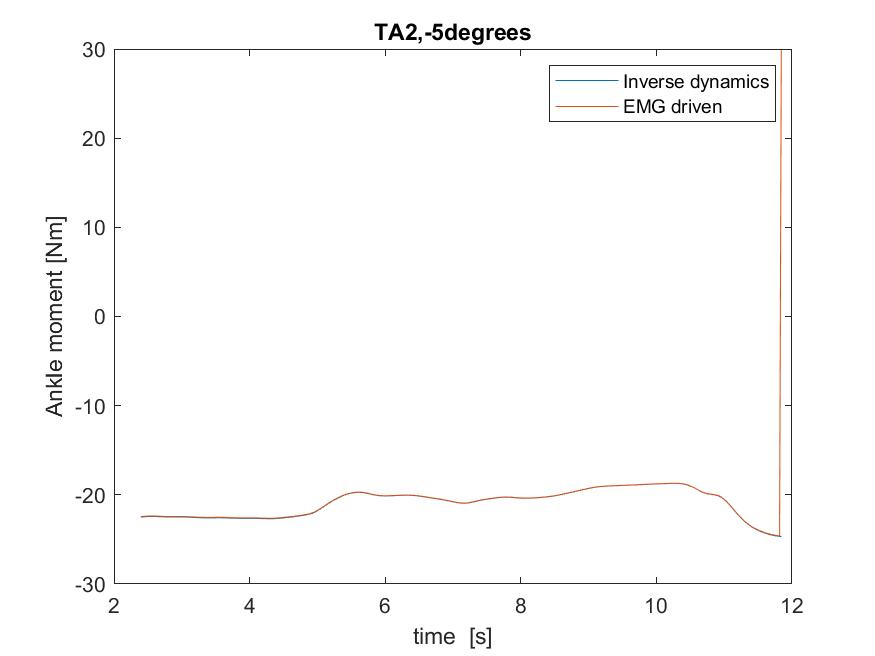 TA2,-5degrees
Inverse dynamics
EMG driven
Ankle moment [Nm]
30
20
10
0
-10
-20
-30
2 4 6 8 10 12
time [s]